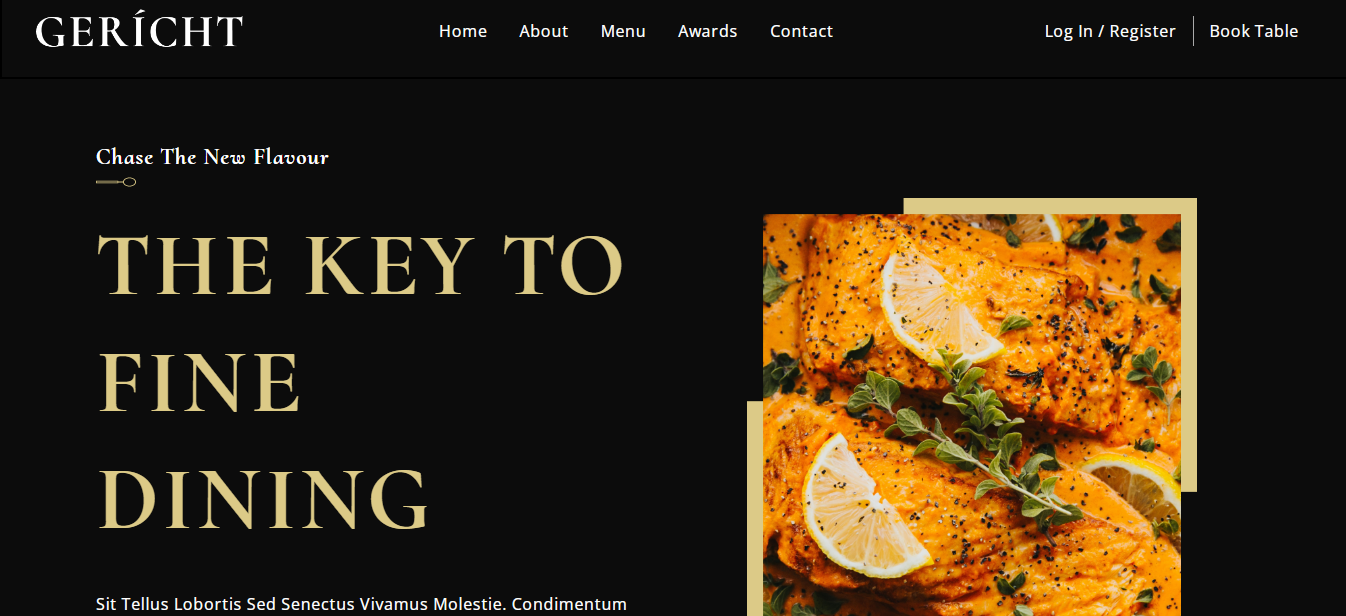 GERÍCHT
Home About Menu Awards Contact
Log In / Register Book Table
Chase The New Flavour
THE KEY TO
FINE
DINING
Sit Tellus Lobortis Sed Senectus Vivamus Molestie. Condimentum